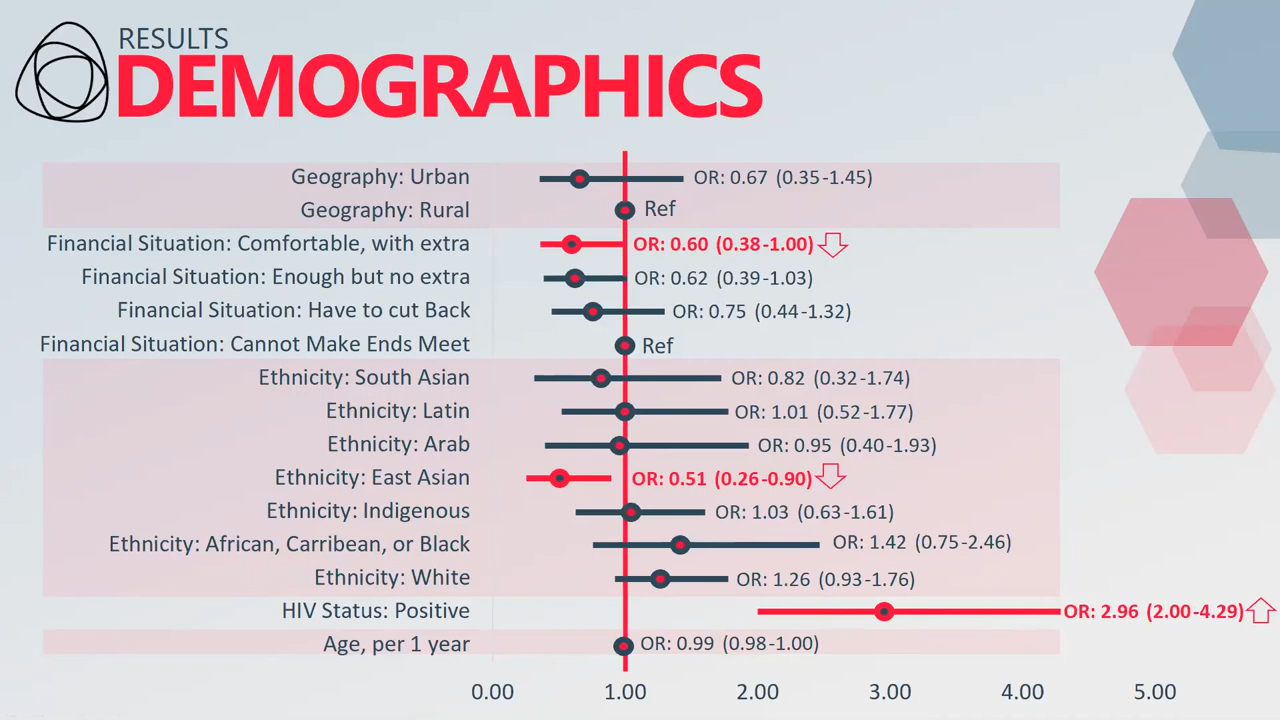 RESULTS
DEMOGRAPHICS
Geography: Urban OR: 0.67 (0.35-1.45)
Geography: Rural Ref
Financial Situation: Comfortable, with extra OR: 0.60 (0.38-1.00)
Financial Situation: Enough but no extra OR: 0.62 (0.39-1.03)
Financial Situation: Have to cut Back OR: 0.75 (0.44-1.32)
Financial Situation: Cannot Make Ends Meet Ref
Ethnicity: South Asian OR: 0.82 (0.32-1.74)
Ethnicity: Latin OR: 1.01 (0.52-1.77)
Ethnicity: Arab OR: 0.95 (0.40-1.93)
Ethnicity: East Asian OR: 0.51 (0.26-0.90)
Ethnicity: Indigenous OR: 1.03 (0.63-1.61)
Ethnicity: African, Carribean, or Black OR: 1.42 (0.75-2.46)
Ethnicity: White OR: 1.26 (0.93-1.76)
HIV Status: Positive OR: 2.96 (2.00-4.29)
Age, per 1 year OR: 0.99 (0.98-1.00)
0.00 1.00 2.00 3.00 4.00 5.00